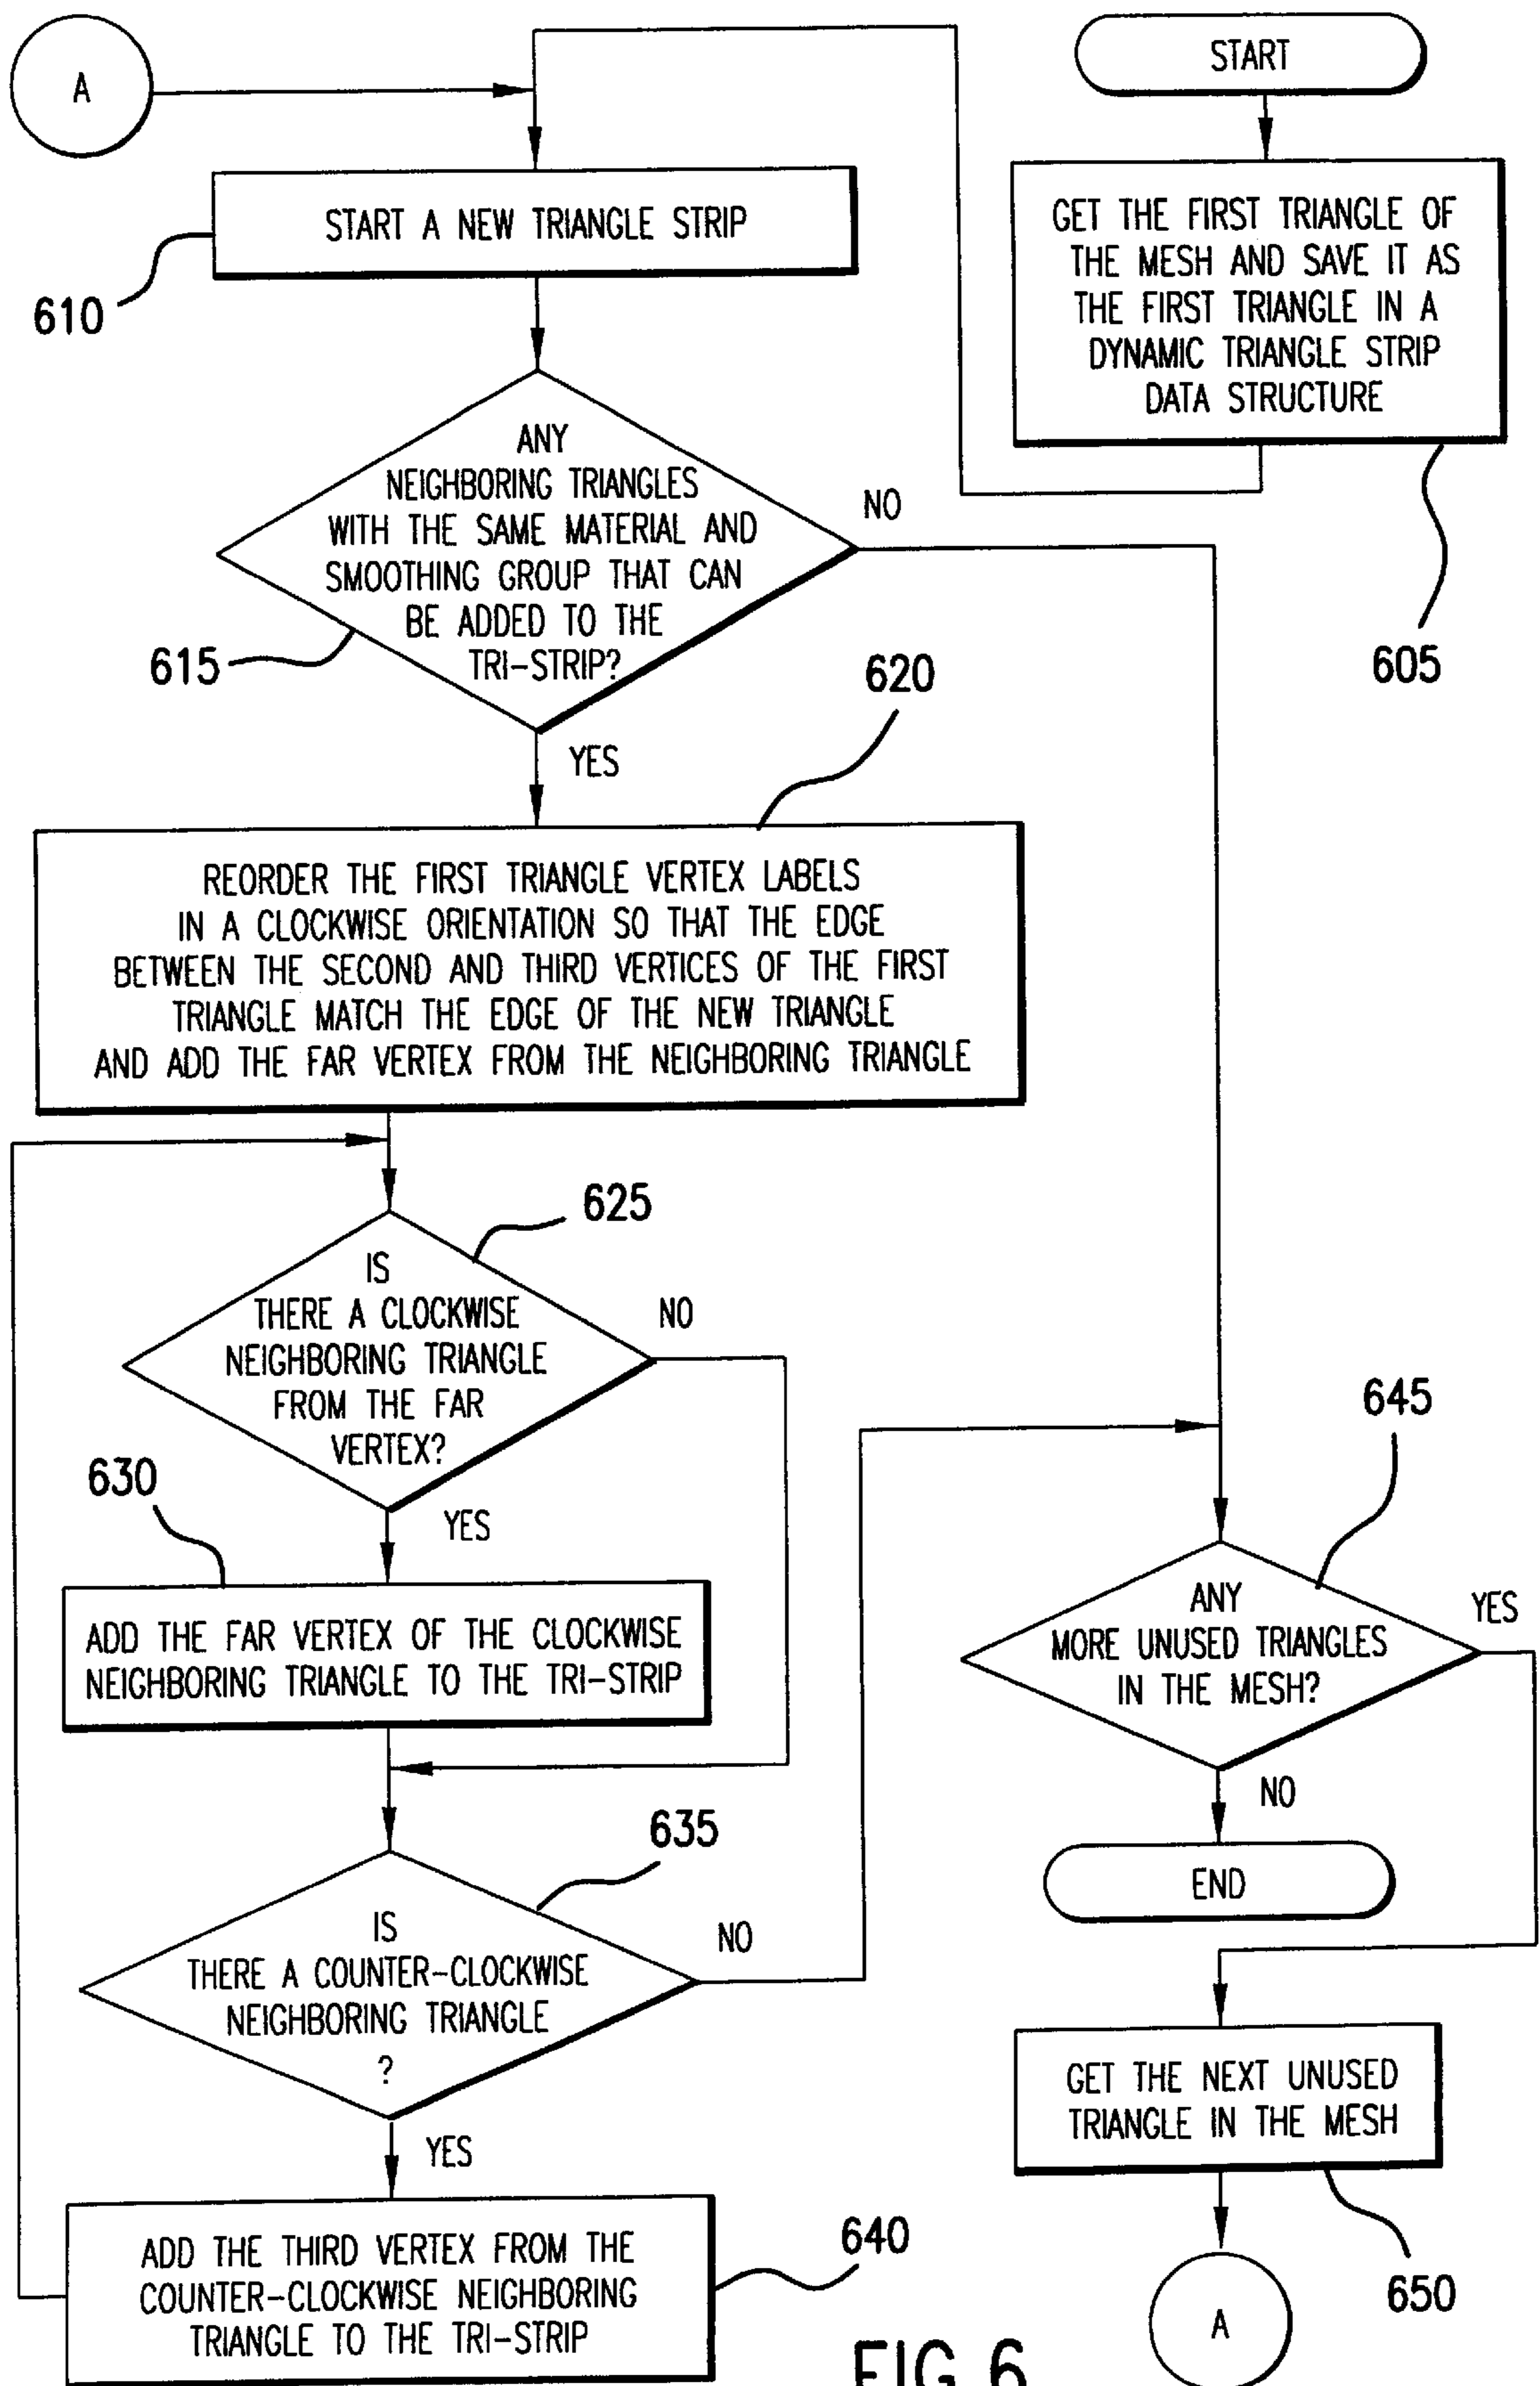 A
START
START A NEW TRIANGLE STRIP
610
GET THE FIRST TRIANGLE OF
THE MESH AND SAVE IT AS
THE FIRST TRIANGLE IN A
DYNAMIC TRIANGLE STRIP
DATA STRUCTURE
605
ANY
NEIGHBORING TRIANGLES
WITH THE SAME MATERIAL AND
SMOOTHING GROUP THAT CAN
BE ADDED TO THE
TRI-STRIP?
NO
615
YES
620
REORDER THE FIRST TRIANGLE VERTEX LABELS
IN A CLOCKWISE ORIENTATION SO THAT THE EDGE
BETWEEN THE SECOND AND THIRD VERTICES OF THE FIRST
TRIANGLE MATCH THE EDGE OF THE NEW TRIANGLE
AND ADD THE FAR VERTEX FROM THE NEIGHBORING TRIANGLE
625
IS
THERE A CLOCKWISE
NEIGHBORING TRIANGLE
FROM THE FAR
VERTEX?
NO
YES
630
ADD THE FAR VERTEX OF THE CLOCKWISE
NEIGHBORING TRIANGLE TO THE TRI-STRIP
635
IS
THERE A COUNTER-CLOCKWISE
NEIGHBORING TRIANGLE
?
NO
YES
ADD THE THIRD VERTEX FROM THE
COUNTER-CLOCKWISE NEIGHBORING
TRIANGLE TO THE TRI-STRIP
640
645
ANY
MORE UNUSED TRIANGLES
IN THE MESH?
YES
NO
END
GET THE NEXT UNUSED
TRIANGLE IN THE MESH
650
A
FIG.6